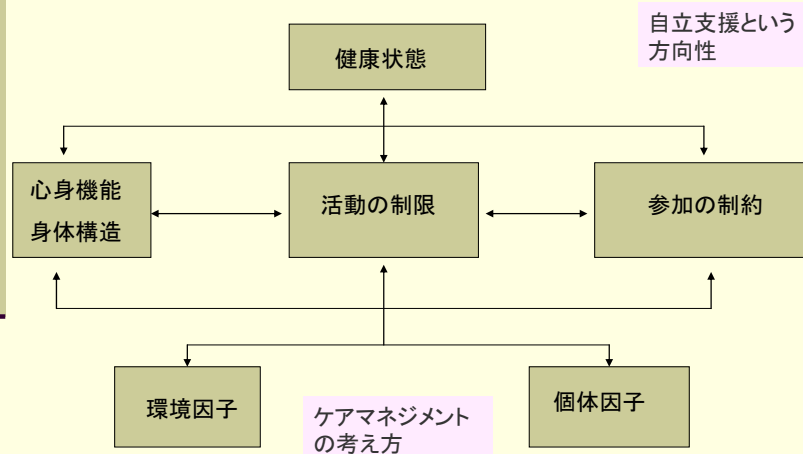 自立支援という
方向性
健康状態
心身機能
身体構造
活動の制限
参加の制約
環境因子
ケアマネジメント
の考え方
個体因子